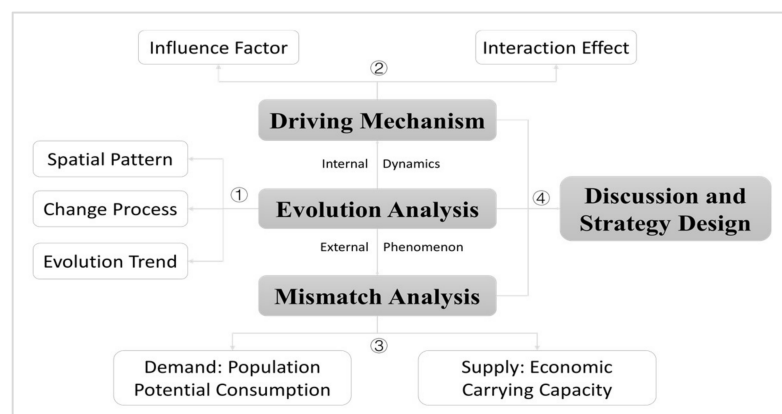 Influence Factor
Interaction Effect
②
Driving Mechanism
Internal Dynamics
Spatial Pattern
Change Process
Evolution Trend
①
Evolution Analysis
④
Discussion and
Strategy Design
External Phenomenon
Mismatch Analysis
③
Demand: Population
Potential Consumption
Supply: Economic
Carrying Capacity